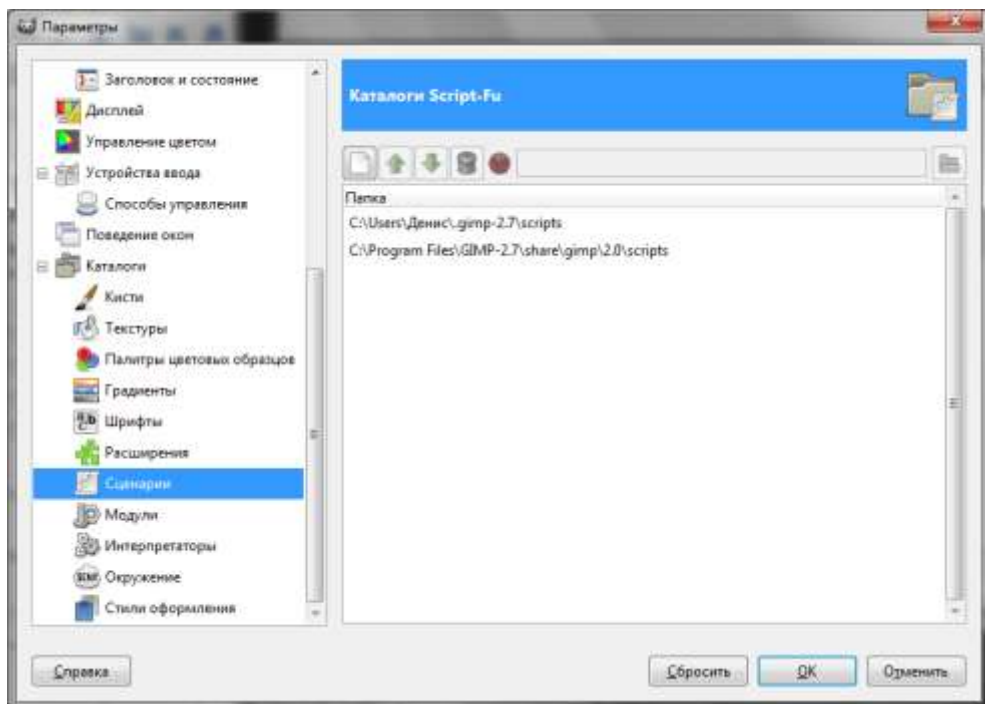 Параметры
Заголовок и состояние
Дисплей
Управление цветом
Устройства ввода
Способы управления
Поведение окон
Каталоги
Кисти
Текстуры
Палитры цветовых образцов
Градиенты
Шрифты
Расширения
Сценарии
Модули
Интерпретаторы
Окружение
Стили оформления
Каталоги Script-Fu
Папка
C:\Users\Денис\.gimp-2.7\scripts
C:\Program Files\GIMP-2.7\share\gimp\2.0\scripts
Справка
Сбросить
OK
Отменить